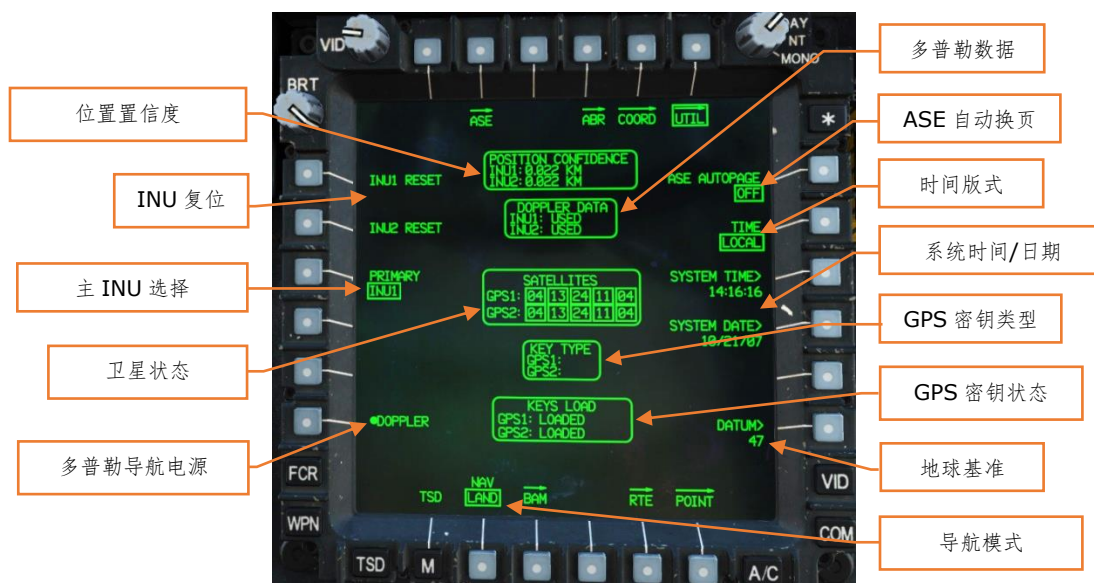 VID
DAY
NT
MONO
BRT
*
ASE
ABR
COORD
UTIL
POSITION CONFIDENCE
INU1:0.022 KM
INU2:0.022 KM
INU1 RESET
ASE AUTOPAGE
OFF
DOPPLER DATA
INU1: USED
INU2: USED
INU2 RESET
TIME
LOCAL
PRIMARY
INU1
SATELLITES
GPS1: 04 13 24 11 04
GPS2: 04 13 24 11 04
SYSTEM TIME>
14:16:16
SYSTEM DATE>
10/21/07
KEY TYPE
GPS1:
GPS2:
KEYS LOAD
GPS1: LOADED
GPS2: LOADED
DOPPLER
DATUM>
47
FCR
VID
TSD
NAV
LAND
BAM
RTE
POINT
WPN
COM
TSD
M
A/C
位置置信度
INU 复位
主 INU 选择
卫星状态
多普勒导航电源
多普勒数据
ASE 自动换页
时间版式
系统时间/日期
GPS 密钥类型
GPS 密钥状态
地球基准
导航模式